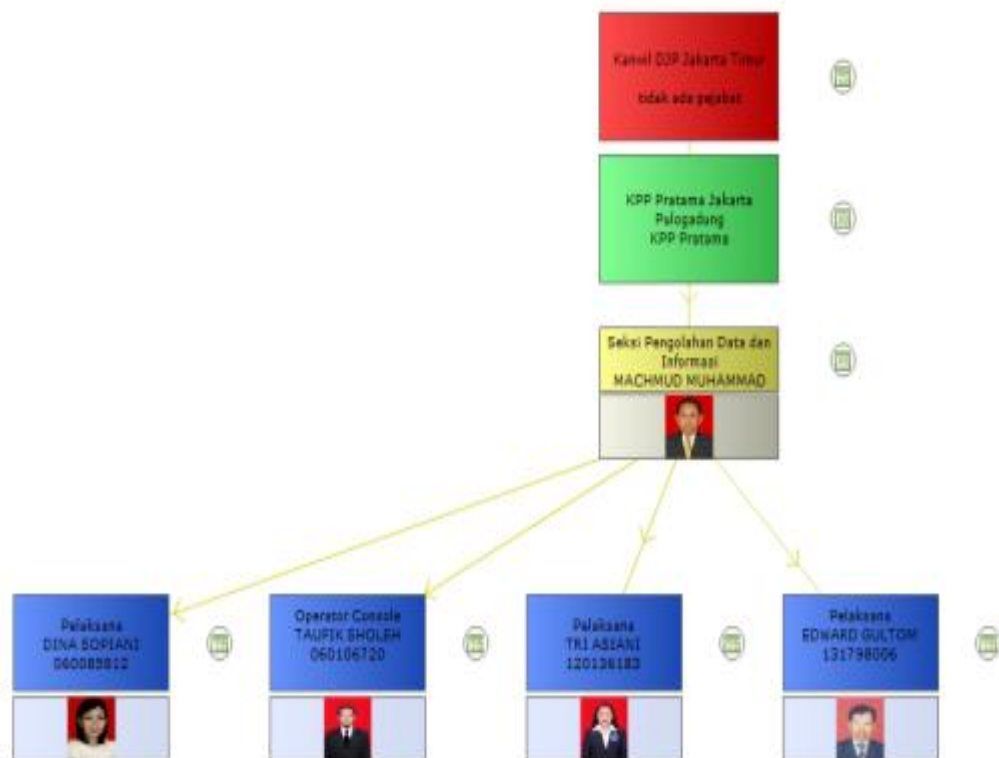 Kanwil DJP Jakarta Timur
tidak ada pejabat
KPP Pratama Jakarta
Pulogadung
KPP Pratama
Seksi Pengolahan Data dan
Informasi
MACHMUD MUHAMMAD
Pelaksana
DINA SOPIANI
Operator Console
TAUFIK SHOLEH
060106720
Pelaksana
TRI ASIANI
120136183
Pelaksana
EDWARD GULTOM
131798006